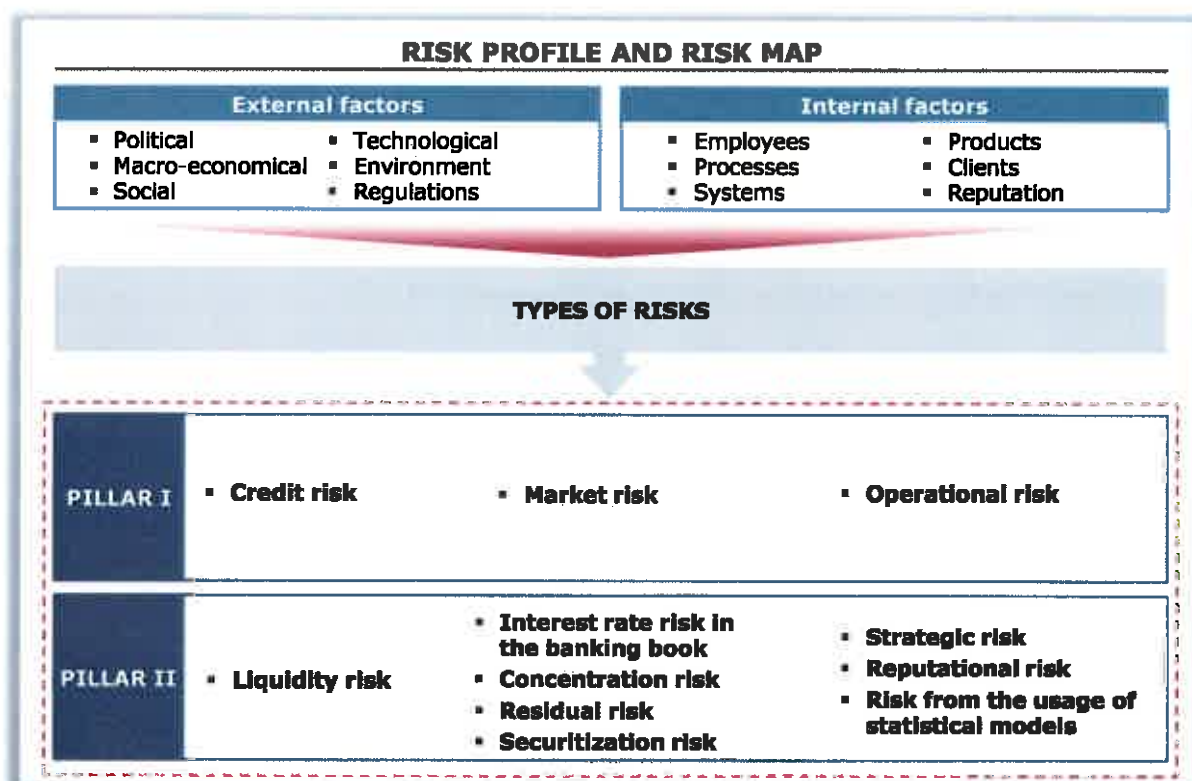 RISK PROFILE AND RISK MAP
External factors
▪ Political
▪ Macro-economical
▪ Social
▪ Technological
▪ Environment
▪ Regulations
Internal factors
▪ Employees
▪ Processes
▪ Systems
▪ Products
▪ Clients
▪ Reputation
TYPES OF RISKS
PILLAR I
▪ Credit risk
▪ Market risk
▪ Operational risk
PILLAR II
▪ Liquidity risk
▪ Interest rate risk in
the banking book
▪ Concentration risk
▪ Residual risk
▪ Securitization risk
▪ Strategic risk
▪ Reputational risk
▪ Risk from the usage of
statistical models